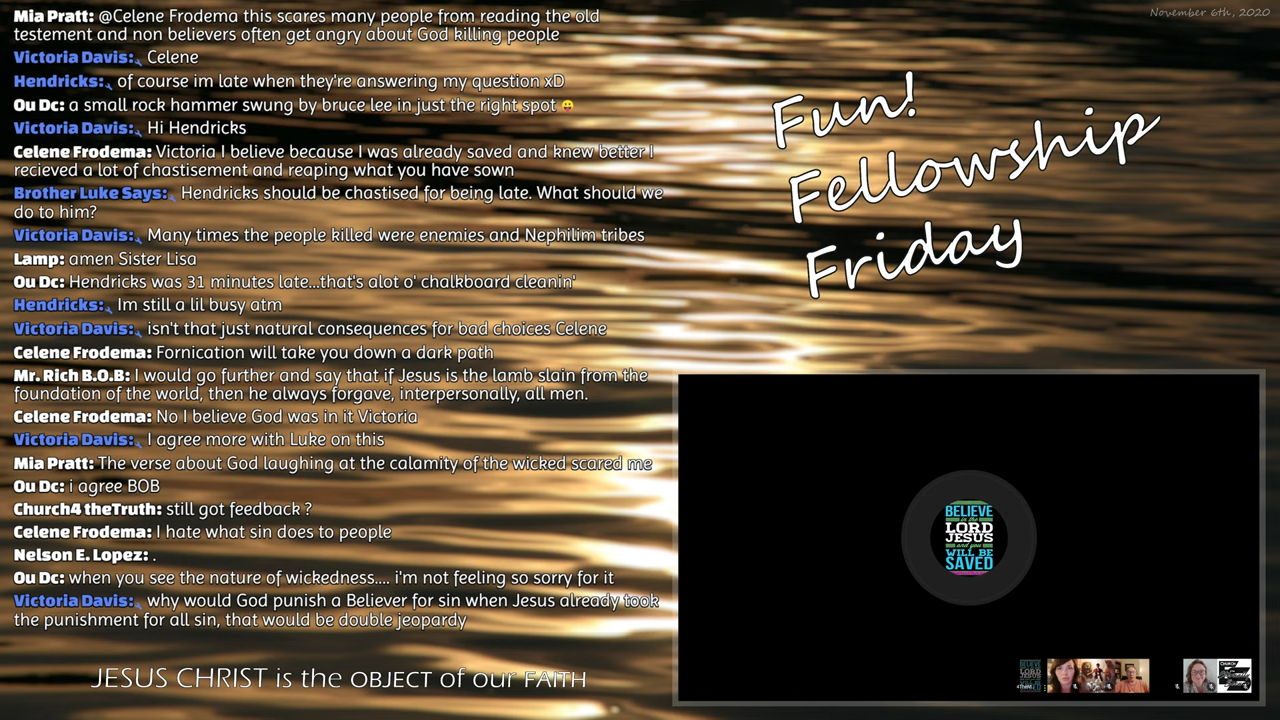 Mia Pratt: @Celene Frodema this scares many people from reading the old
testement and non believers often get angry about God killing people
Victoria Davis: Celene
Hendricks: of course im late when they're answering my question xD
Ou Dc: a small rock hammer swung by bruce lee in just the right spot 😛
Victoria Davis: Hi Hendricks
Celene Frodema: Victoria I believe because I was already saved and knew better I
recieved a lot of chastisement and reaping what you have sown
Brother Luke Says: Hendricks should be chastised for being late. What should we
do to him?
Victoria Davis: Many times the people killed were enemies and Nephilim tribes
Lamp: amen Sister Lisa
Ou Dc: Hendricks was 31 minutes late...that's alot o' chalkboard cleanin'
Hendricks: Im still a lil busy atm
Victoria Davis: isn't that just natural consequences for bad choices Celene
Celene Frodema: Fornication will take you down a dark path
Mr. Rich B.O.B: I would go further and say that if Jesus is the lamb slain from the
foundation of the world, then he always forgave, interpersonally, all men.
Celene Frodema: No I believe God was in it Victoria
Victoria Davis: I agree more with Luke on this
Mia Pratt: The verse about God laughing at the calamity of the wicked scared me
Ou Dc: i agree BOB
Church4 theTruth: still got feedback ?
Celene Frodema: I hate what sin does to people
Nelson E. Lopez: .
Ou Dc: when you see the nature of wickedness.... i'm not feeling so sorry for it
Victoria Davis: why would God punish a Believer for sin when Jesus already took
the punishment for all sin, that would be double jeopardy
JESUS CHRIST is the OBJECT of our FAITH
November 6th, 2020
Fun!
Fellowship
Friday
BELIEVE
in the
LORD
JESUS
and you
WILL BE
SAVED
BELIEVE
LORD
JESUS
WILL BE
CHURCH